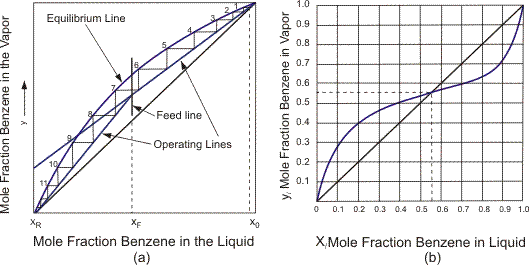 Mole Fraction Benzene in the Vapor
y
Equilibrium Line
1
2
3
4
5
6
7
8
9
10
11
Feed line
Operating Lines
xR
xF
x0
Mole Fraction Benzene in the Liquid
(a)
y, Mole Fraction Benzene in Vapor
1.0
0.9
0.8
0.7
0.6
0.5
0.4
0.3
0.2
0.1
0 0.1 0.2 0.3 0.4 0.5 0.6 0.7 0.8 0.9 1.0
X, Mole Fraction Benzene in Liquid
(b)